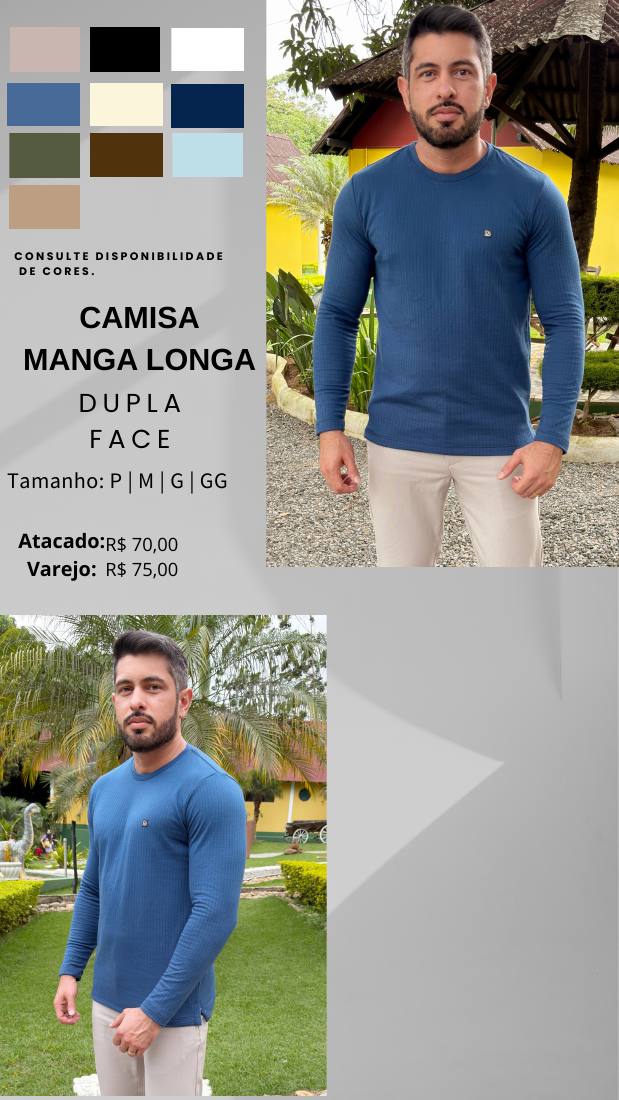 CONSULTE DISPONIBILIDADE
DE CORES.
CAMISA
MANGA LONGA
DUPLA
FACE
Tamanho: P | M | G | GG
Atacado: R$ 70,00
Varejo: R$ 75,00